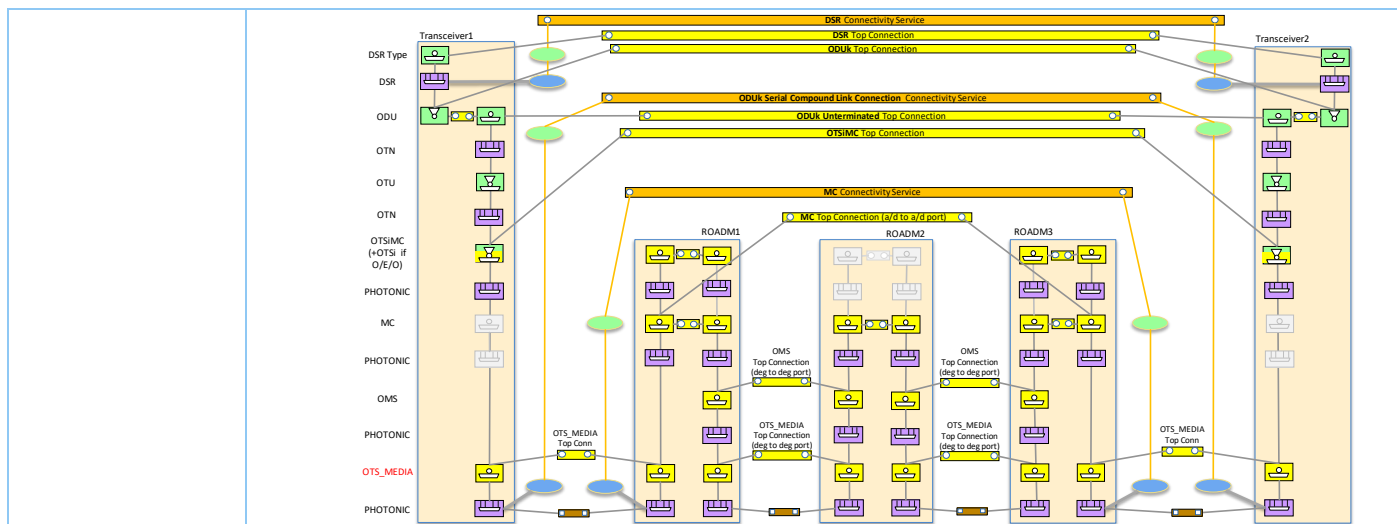 DSR Connectivity Service
Transceiver1
DSR Top Connection
Transceiver2
ODUk Top Connection
DSR Type
DSR
ODUk Serial Compound Link Connection Connectivity Service
ODU
ODUk Unterminated Top Connection
OTSiMC Top Connection
OTN
OTU
MC Connectivity Service
OTN
MC Top Connection (a/d to a/d port)
ROADM1
ROADM2
ROADM3
OTSiMC
(+OTSi if
O/E/O)
PHOTONIC
MC
PHOTONIC
OMS
Top Connection
(deg to deg port)
OMS
Top Connection
(deg to deg port)
OMS
PHOTONIC
OTS_MEDIA
Top Conn
OTS_MEDIA
Top Connection
(deg to deg port)
OTS_MEDIA
Top Connection
(deg to deg port)
OTS_MEDIA
Top Conn
OTS_MEDIA
PHOTONIC